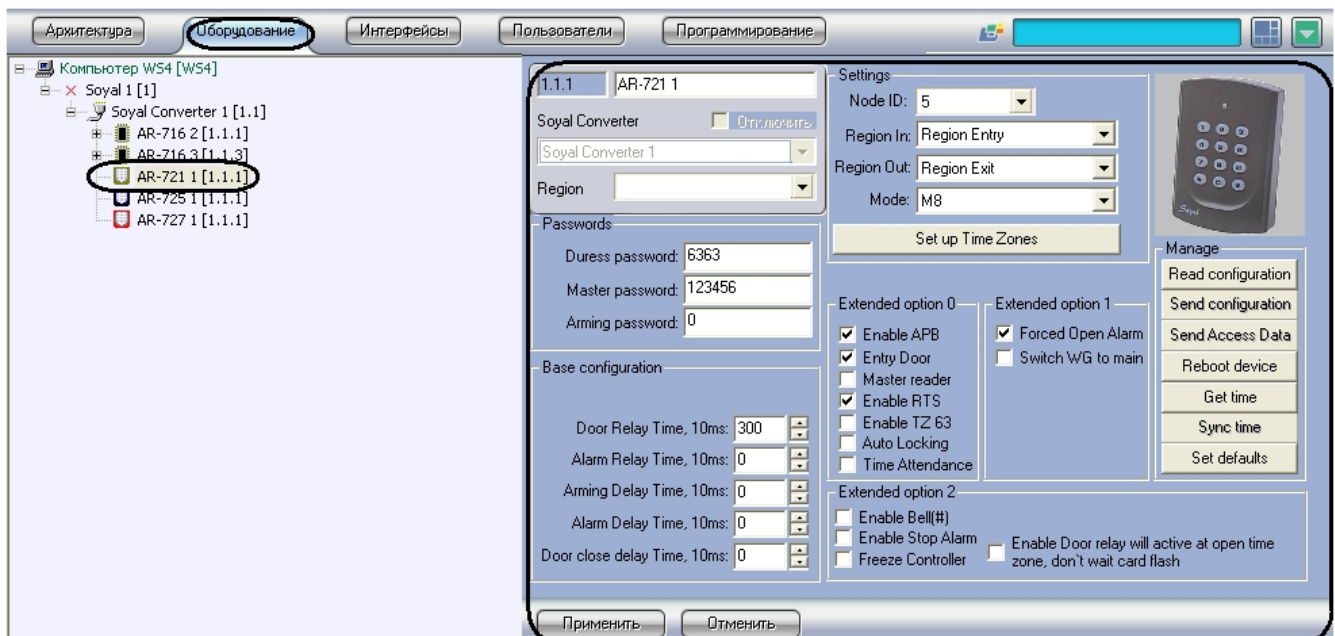 Архитектура
Оборудование
Интерфейсы
Пользователи
Программирование
Компьютер WS4 [WS4]
Soyal 1 [1]
Soyal Converter 1 [1.1]
AR-716 2 [1.1.1]
AR-716 3 [1.1.3]
AR-721 1 [1.1.1]
AR-725 1 [1.1.1]
AR-727 1 [1.1.1]
1.1.1
AR-721 1
Soyal Converter
Отключить
Soyal Converter 1
Region
Passwords
Duress password: 6363
Master password: 123456
Arming password: 0
Base configuration
Door Relay Time, 10ms: 300
Alarm Relay Time, 10ms: 0
Arming Delay Time, 10ms: 0
Alarm Delay Time, 10ms: 0
Door close delay Time, 10ms: 0
Settings
Node ID: 5
Region In: Region Entry
Region Out: Region Exit
Mode: M8
Set up Time Zones
Extended option 0
Enable APB
Entry Door
Master reader
Enable RTS
Enable TZ 63
Auto Locking
Time Attendance
Extended option 1
Forced Open Alarm
Switch WG to main
Extended option 2
Enable Bell(#)
Enable Stop Alarm
Freeze Controller
Enable Door relay will active at open time
zone, don`t wait card flash
Soyal
Manage
Read configuration
Send configuration
Send Access Data
Reboot device
Get time
Sync time
Set defaults
Применить
Отменить